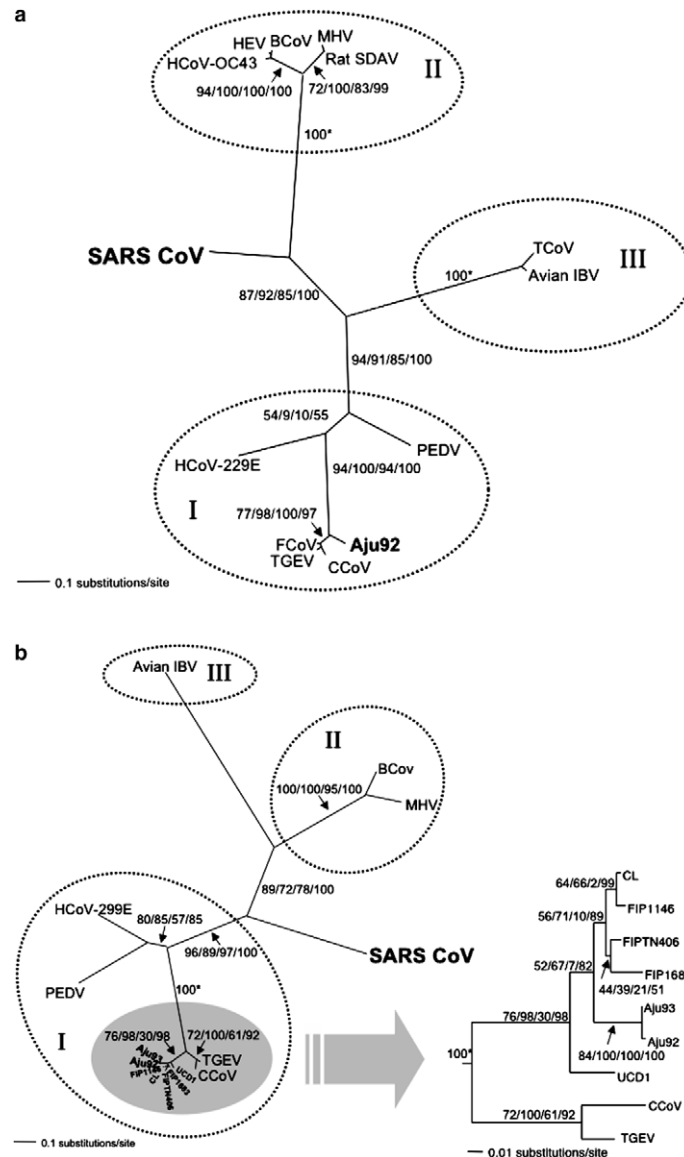 a
HEV BCoV MHV
HCoV-OC43 Rat SDAV
II
94/100/100/100 72/100/83/99
100*
SARS CoV
TCoV
III
100*
Avian IBV
87/92/85/100
94/91/85/100
54/9/10/55
PEDV
HCoV-229E
94/100/94/100
I
77/98/100/97
FCoV Aju92
TGEV
CCoV
0.1 substitutions/site
b
Avian IBV III
II
BCov
100/100/95/100
MHV
89/72/78/100
HCoV-299E
80/85/57/85
96/89/97/100
SARS CoV
PEDV
100*
I
76/98/30/98 72/100/61/92
Aju93
Aju92
FIP1146
CL
FIPTN406
FIP1683
UCD1
TGEV
CCoV
0.1 substitutions/site
64/66/2/99
CL
56/71/10/89
FIP1146
FIPTN406
52/67/7/82
FIP168
44/39/21/51
Aju93
76/98/30/98
Aju92
84/100/100/100
100*
UCD1
CCoV
72/100/61/92
TGEV
0.01 substitutions/site